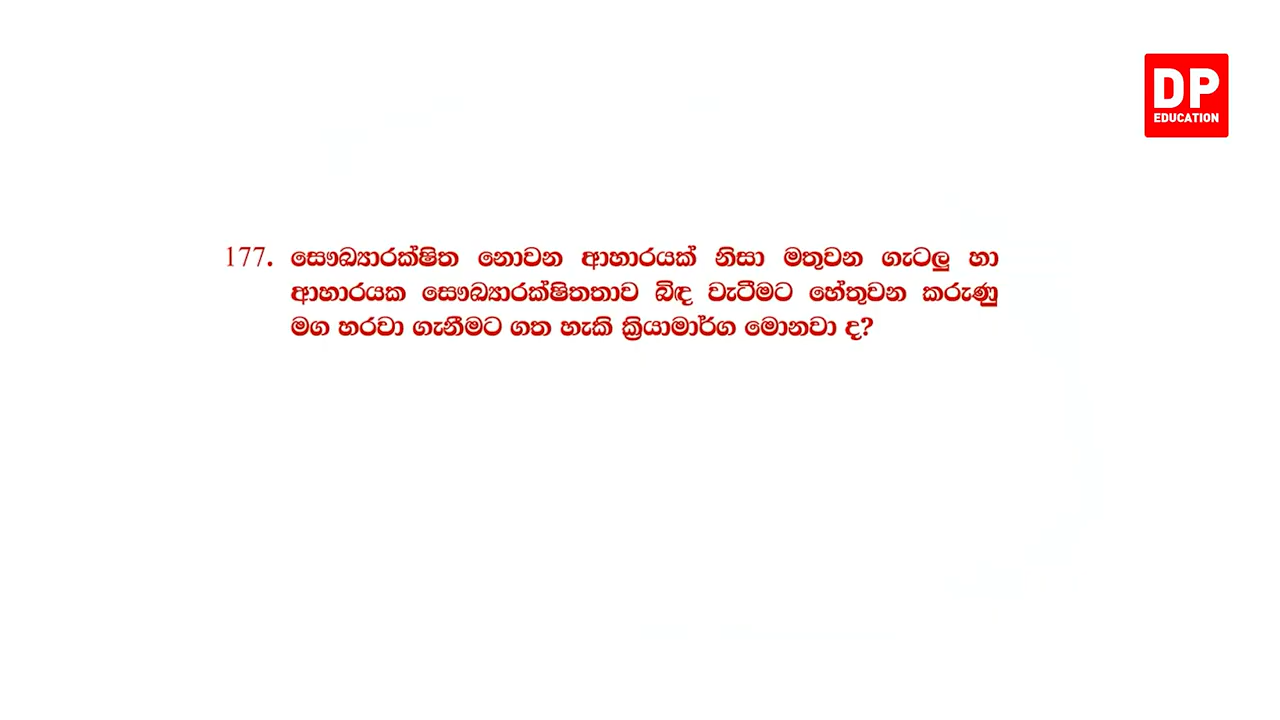 DP
EDUCATION
177. සෞඛ්‍යාරක්ෂිත නොවන ආහාරයක් නිසා මතුවන ගැටලු හා
ආහාරයක සෞඛ්‍යාරක්ෂිතතාව බිඳ වැටීමට හේතුවන කරුණු
මග හරවා ගැනීමට ගත හැකි ක්‍රියාමාර්ග මොනවා ද?